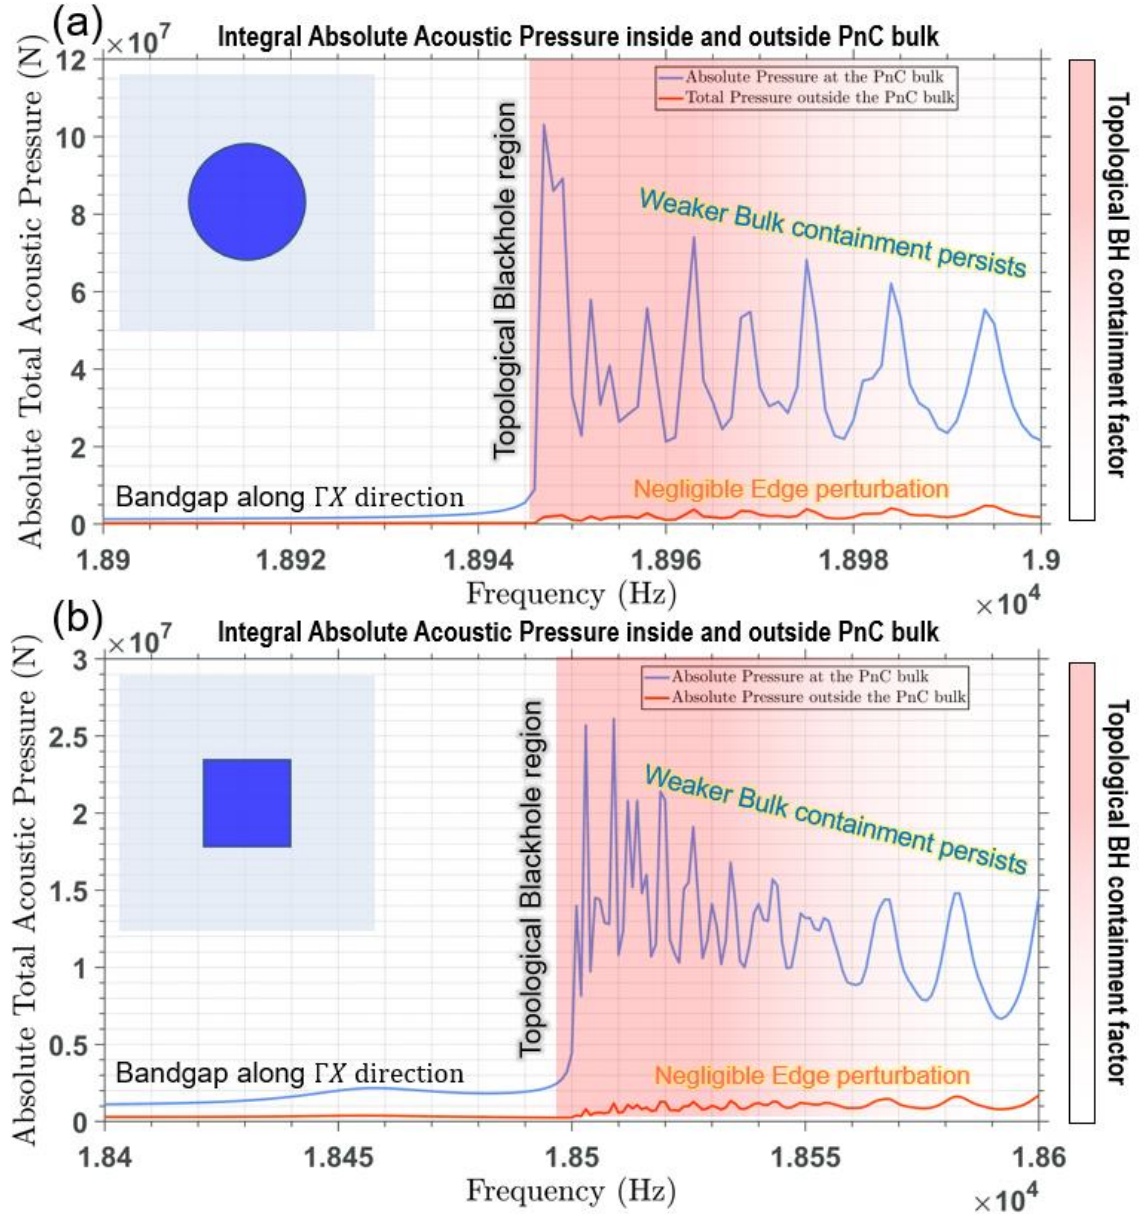 (a)
×10⁷
Integral Absolute Acoustic Pressure inside and outside PnC bulk
Absolute Total Acoustic Pressure (N)
12
10
8
6
4
2
0
Absolute Pressure at the PnC bulk
Total Pressure outside the PnC bulk
Topological Blackhole region
Weaker Bulk containment persists
Negligible Edge perturbation
Bandgap along ΓX direction
Topological BH containment factor
1.89
1.892
1.894
1.896
1.898
1.9
Frequency (Hz)
×10⁴
(b)
×10⁷
Integral Absolute Acoustic Pressure inside and outside PnC bulk
Absolute Total Acoustic Pressure (N)
3
2.5
2
1.5
1
0.5
0
Absolute Pressure at the PnC bulk
Absolute Pressure outside the PnC bulk
Topological Blackhole region
Weaker Bulk containment persists
Negligible Edge perturbation
Bandgap along ΓX direction
Topological BH containment factor
1.84
1.845
1.85
1.855
1.86
Frequency (Hz)
×10⁴